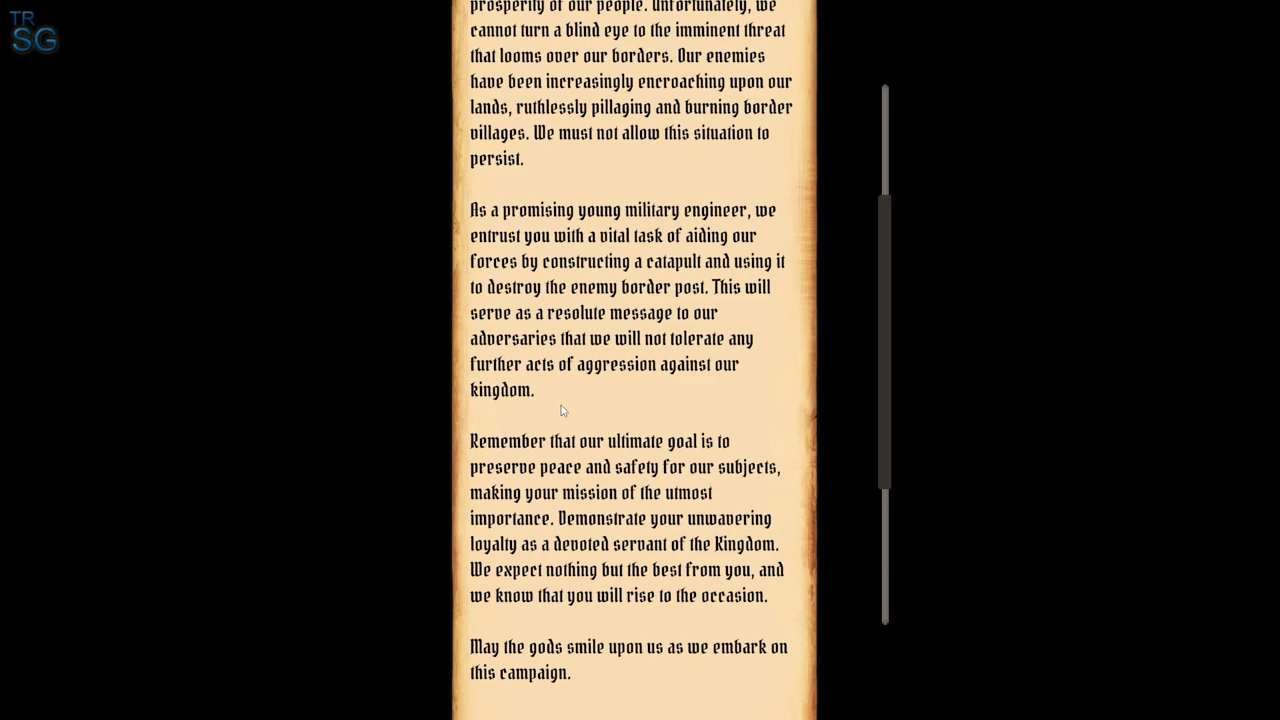 TR
SG
prosperity of our people. Unfortunately, we
cannot turn a blind eye to the imminent threat
that looms over our borders. Our enemies
have been increasingly encroaching upon our
lands, ruthlessly pillaging and burning border
villages. We must not allow this situation to
persist.
As a promising young military engineer, we
entrust you with a vital task of aiding our
forces by constructing a catapult and using it
to destroy the enemy border post. This will
serve as a resolute message to our
adversaries that we will not tolerate any
further acts of aggression against our
kingdom.
Remember that our ultimate goal is to
preserve peace and safety for our subjects,
making your mission of the utmost
importance. Demonstrate your unwavering
loyalty as a devoted servant of the Kingdom.
We expect nothing but the best from you, and
we know that you will rise to the occasion.
May the gods smile upon us as we embark on
this campaign.